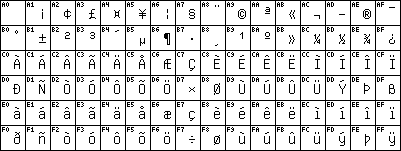 A0 A1 A2 A3 A4 A5 A6 A7 A8 A9 AA AB AC AD AE AF
¡ ¢ £ ¤ ¥ ¦ § ¨ © ª « ¬ - ® ¯
B0 B1 B2 B3 B4 B5 B6 B7 B8 B9 BA BB BC BD BE BF
° ± ² ³ ´ µ ¶ · ¸ ¹ º » ¼ ½ ¾ ¿
C0 C1 C2 C3 C4 C5 C6 C7 C8 C9 CA CB CC CD CE CF
À Á Â Ã Ä Å Æ Ç È É Ê Ë Ì Í Î Ï
D0 D1 D2 D3 D4 D5 D6 D7 D8 D9 DA DB DC DD DE DF
Ð Ñ Ò Ó Ô Õ Ö × Ø Ù Ú Û Ü Ý Þ ß
E0 E1 E2 E3 E4 E5 E6 E7 E8 E9 EA EB EC ED EE EF
à á â ã ä å æ ç è é ê ë ì í î ï
F0 F1 F2 F3 F4 F5 F6 F7 F8 F9 FA FB FC FD FE FF
ð ñ ò ó ô õ ö ÷ ø ù ú û ü ý þ ÿ